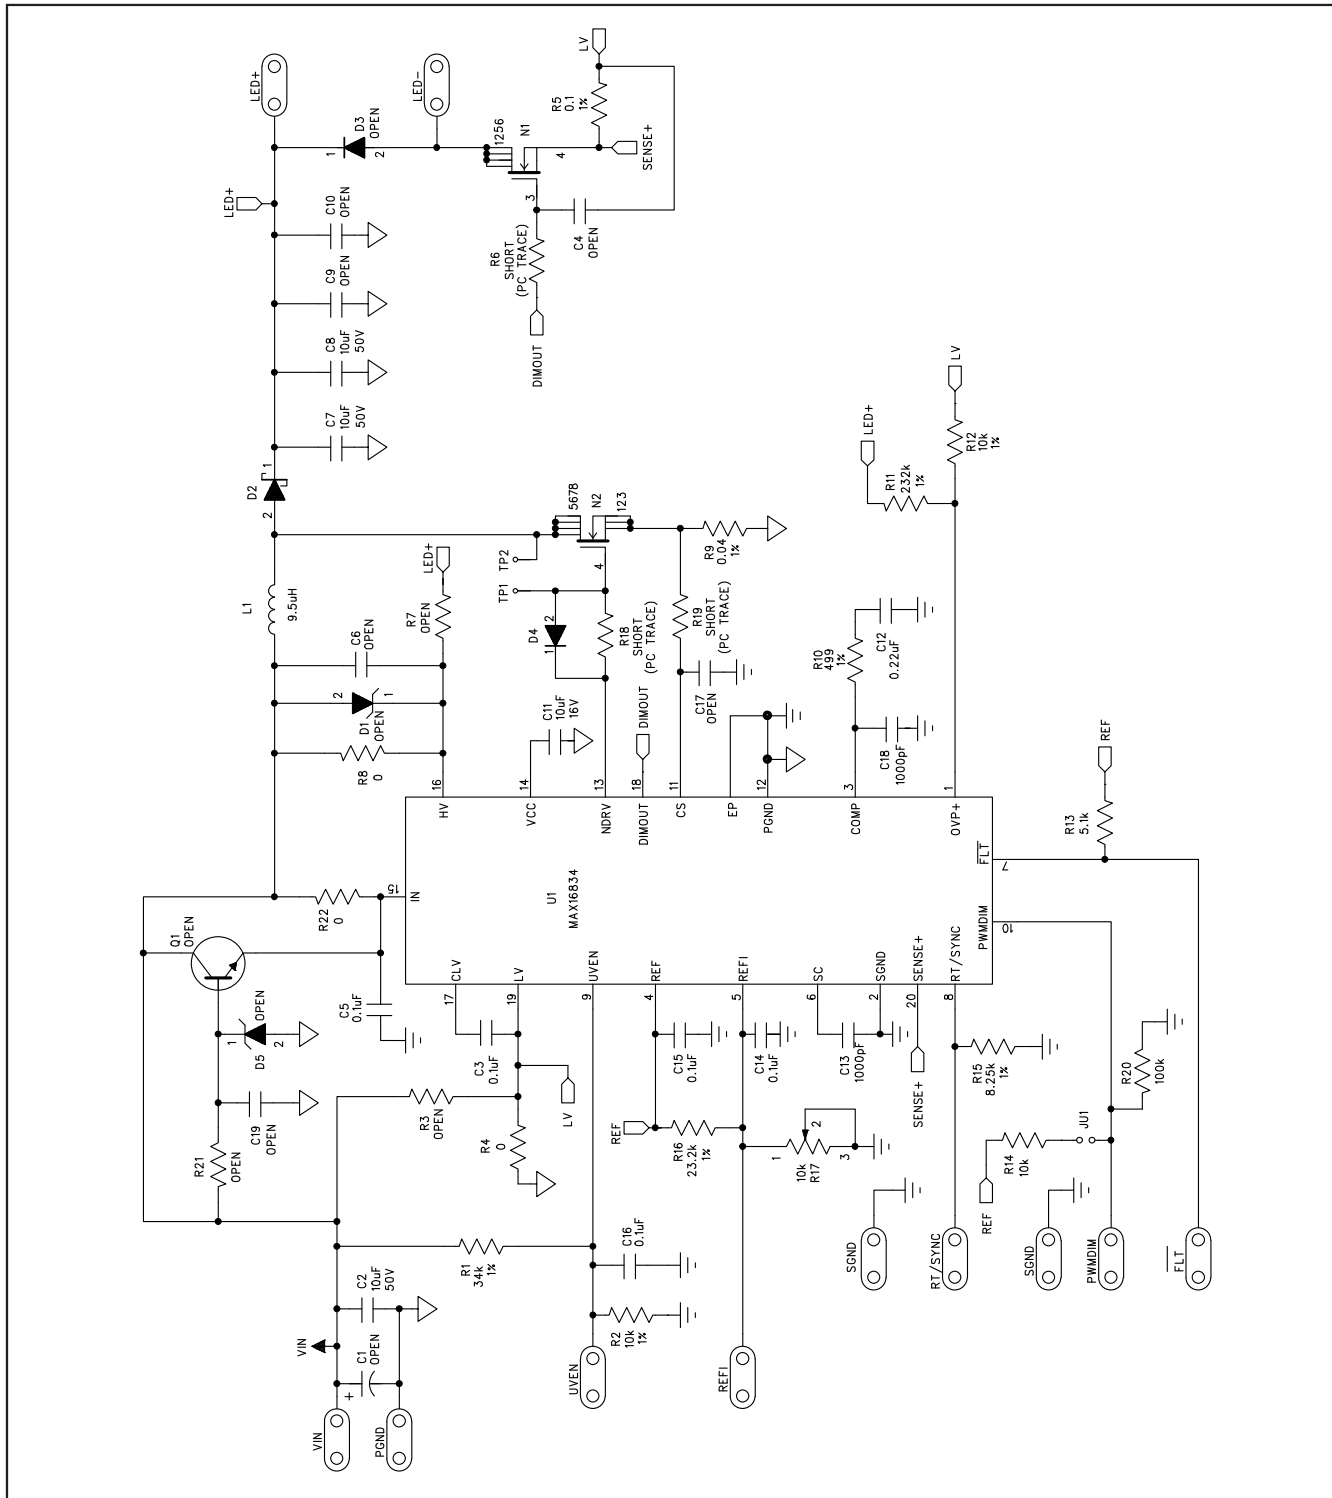 VIN
PGND
VIN
+
C1
OPEN
C2
10uF
50V
R21
OPEN
C19
OPEN
D5
OPEN
1
2
Q1
OPEN
R22
0
C5
0.1uF
R1
34k
1%
R3
OPEN
R4
0
C3
0.1uF
LV
UVEN
R2
10k
1%
C16
0.1uF
REFI
REF
R16
23.2k
1%
C15
0.1uF
C14
0.1uF
1
10k
R17
2
3
C13
1000pF
SENSE+
SGND
RT/SYNC
R15
8.25k
1%
SGND
REF
R14
10k
JU1
R20
100k
PWMDIM
FLT
R13
5.1k
REF
U1
MAX16834
15
IN
17
CLV
19
LV
9
UVEN
4
REF
5
REFI
6
SC
2
SGND
20
SENSE+
8
RT/SYNC
10
PWMDIM
7
FLT
16
HV
14
VCC
13
NDRV
18
DIMOUT
11
CS
EP
12
PGND
3
COMP
1
OVP+
R8
0
D1
OPEN
2
1
C6
OPEN
R7
OPEN
LED+
L1
9.5uH
C11
10uF
16V
D4
1
2
TP1
TP2
R18
SHORT
(PC TRACE)
DIMOUT
4
5678
N2
123
C17
OPEN
R19
SHORT
(PC TRACE)
R9
0.04
1%
R10
499
1%
C12
0.22uF
C18
1000pF
LED+
R11
232k
1%
R12
10k
1%
LV
D2
2
1
C7
10uF
50V
C8
10uF
50V
C9
OPEN
C10
OPEN
LED+
D3
OPEN
1
2
LED+
LED-
1256
N1
3
4
DIMOUT
R6
SHORT
(PC TRACE)
C4
OPEN
R5
0.1
1%
LV
SENSE+